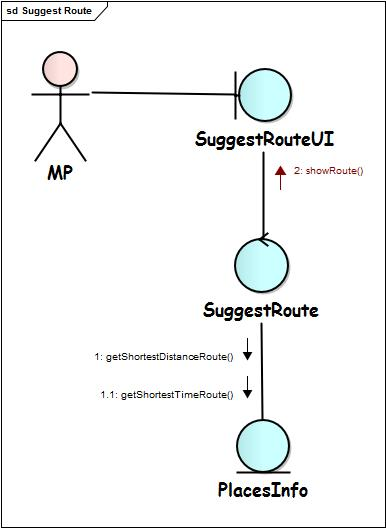 sd Suggest Route
SuggestRouteUI
MP
2: showRoute()
SuggestRoute
1: getShortestDistanceRoute()
1.1: getShortestTimeRoute()
PlacesInfo